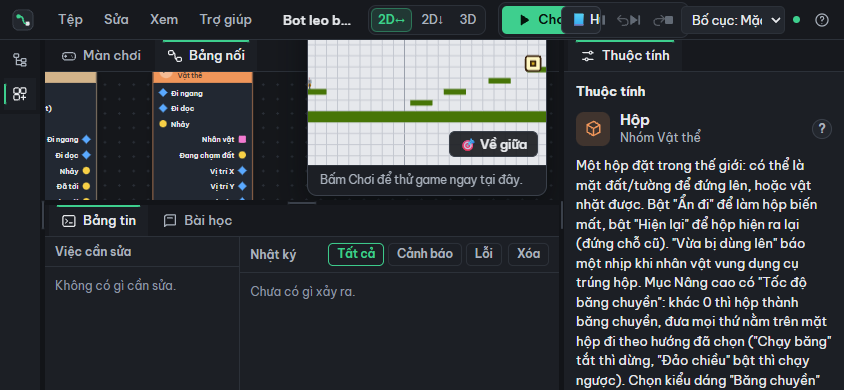 Tệp Sửa Xem Trợ giúp Bot leo b... 2D↔ 2D↓ 3D Bố cục: Mặc
Màn chơi Bảng nối Thuộc tính
Vật thể
Đi ngang
Đi dọc
Nhảy
Nhân vật
Đang chạm đất
Vị trí X
Vị trí Y
Đi ngang
Đi dọc
Nhảy
Đã tới
Về giữa
Bấm Chơi để thử game ngay tại đây.
Bảng tin Bài học
Việc cần sửa
Không có gì cần sửa.
Nhật ký Tất cả Cảnh báo Lỗi Xóa
Chưa có gì xảy ra.
Thuộc tính
Hộp
Nhóm Vật thể
?
Một hộp đặt trong thế giới: có thể là
mặt đất/tường để đứng lên, hoặc vật
nhặt được. Bật "Ẩn đi" để làm hộp biến
mất, bật "Hiện lại" để hộp hiện ra lại
(đứng chỗ cũ). "Vừa bị dùng lên" báo
một nhịp khi nhân vật vung dụng cụ
trúng hộp. Mục Nâng cao có "Tốc độ
băng chuyền": khác 0 thì hộp thành
băng chuyền, đưa mọi thứ nằm trên mặt
hộp đi theo hướng đã chọn ("Chạy băng"
tắt thì dừng, "Đảo chiều" bật thì chạy
ngược). Chọn kiểu dáng "Băng chuyền"